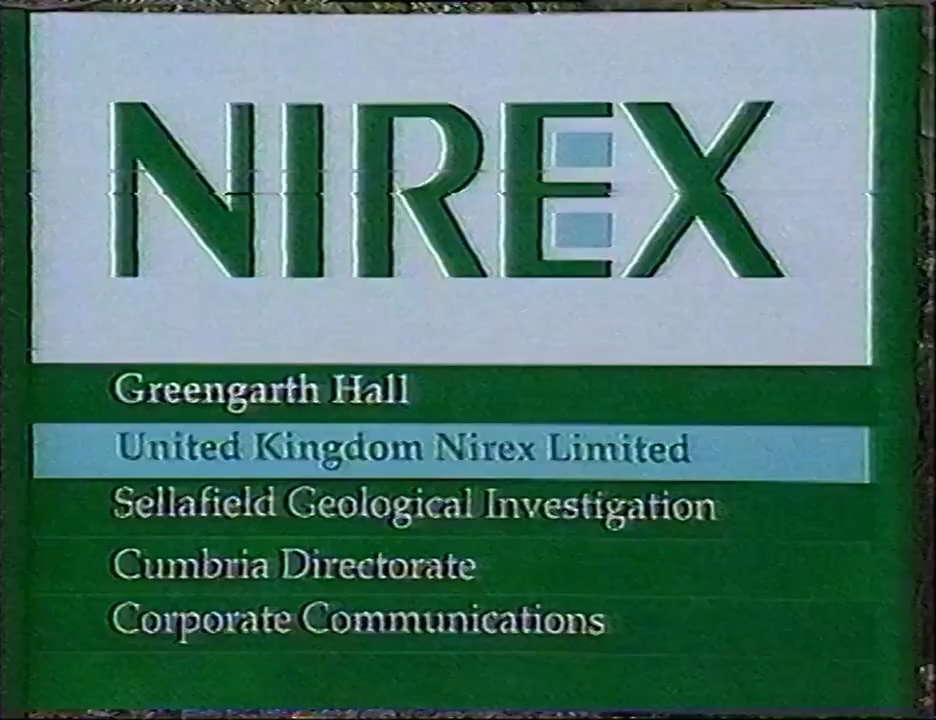 NIREX
Greengarth Hall
United Kingdom Nirex Limited
Sellafield Geological Investigation
Cumbria Directorate
Corporate Communications